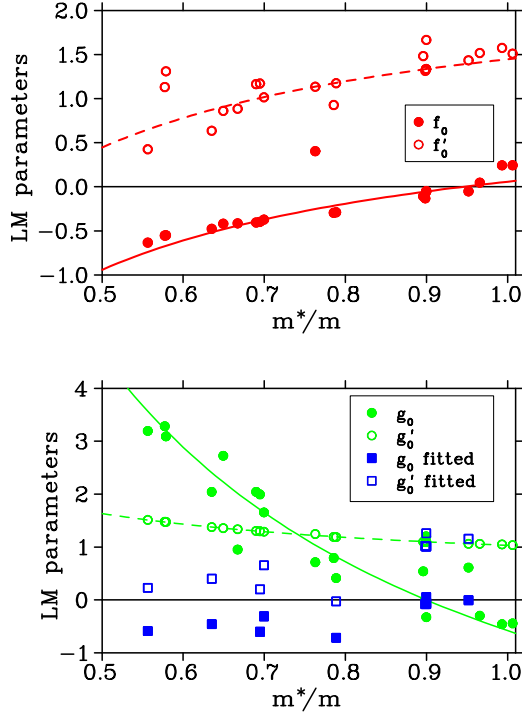 2.0
1.5
1.0
0.5
0.0
−0.5
−1.0
LM parameters
f₀
f₀′
0.5 0.6 0.7 0.8 0.9 1.0
m*/m
4
3
2
1
0
−1
LM parameters
g₀
g₀′
g₀ fitted
g₀′ fitted
0.5 0.6 0.7 0.8 0.9 1.0
m*/m